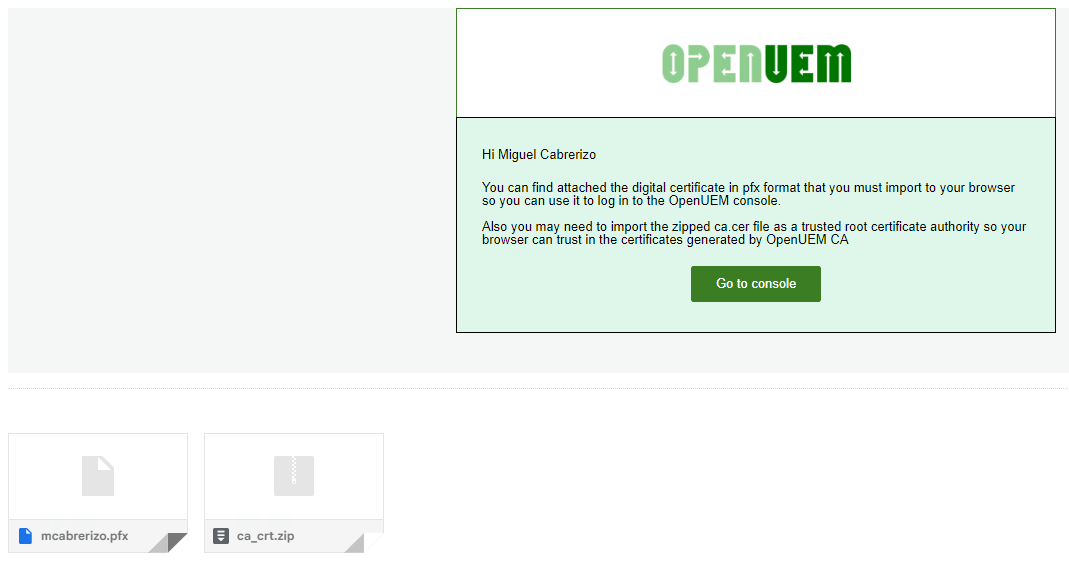 OPENUEM
Hi Miguel Cabrerizo
You can find attached the digital certificate in pfx format that you must import to your browser
so you can use it to log in to the OpenUEM console.
Also you may need to import the zipped ca.cer file as a trusted root certificate authority so your
browser can trust in the certificates generated by OpenUEM CA
Go to console
mcabrerizo.pfx
ca_crt.zip